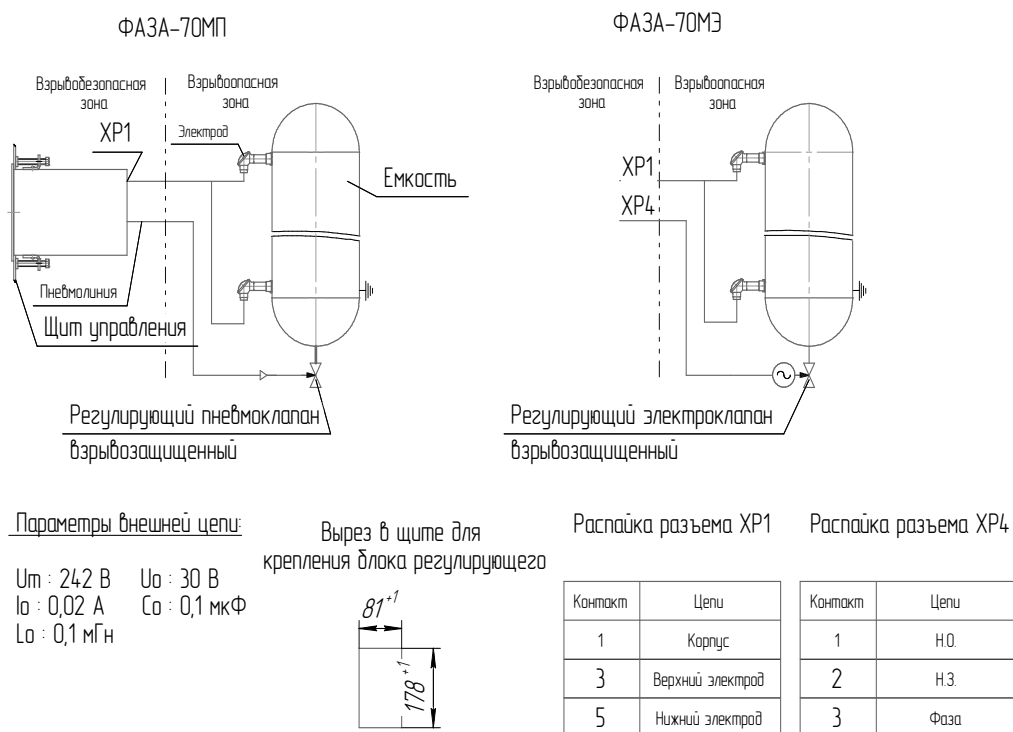 ФАЗА-70МП
Взрывобезопасная
зона
Взрывоопасная
зона
ХР1
Электрод
Емкость
Пневмолиния
Щит управления
Регулирующий пневмоклапан
взрывозащищенный
ФАЗА-70МЭ
Взрывобезопасная
зона
Взрывоопасная
зона
ХР1
ХР4
Регулирующий электроклапан
взрывозащищенный
Параметры внешней цепи:
Um : 242 В Uo : 30 В
Io : 0,02 А Co : 0,1 мкФ
Lo : 0,1 мГн
Вырез в щите для
крепления блока регулирующего
81+1
178+1
Распайка разъема ХР1
Контакт Цепи
1 Корпус
3 Верхний электрод
5 Нижний электрод
Распайка разъема ХР4
Контакт Цепи
1 Н.О.
2 Н.З.
3 Фаза